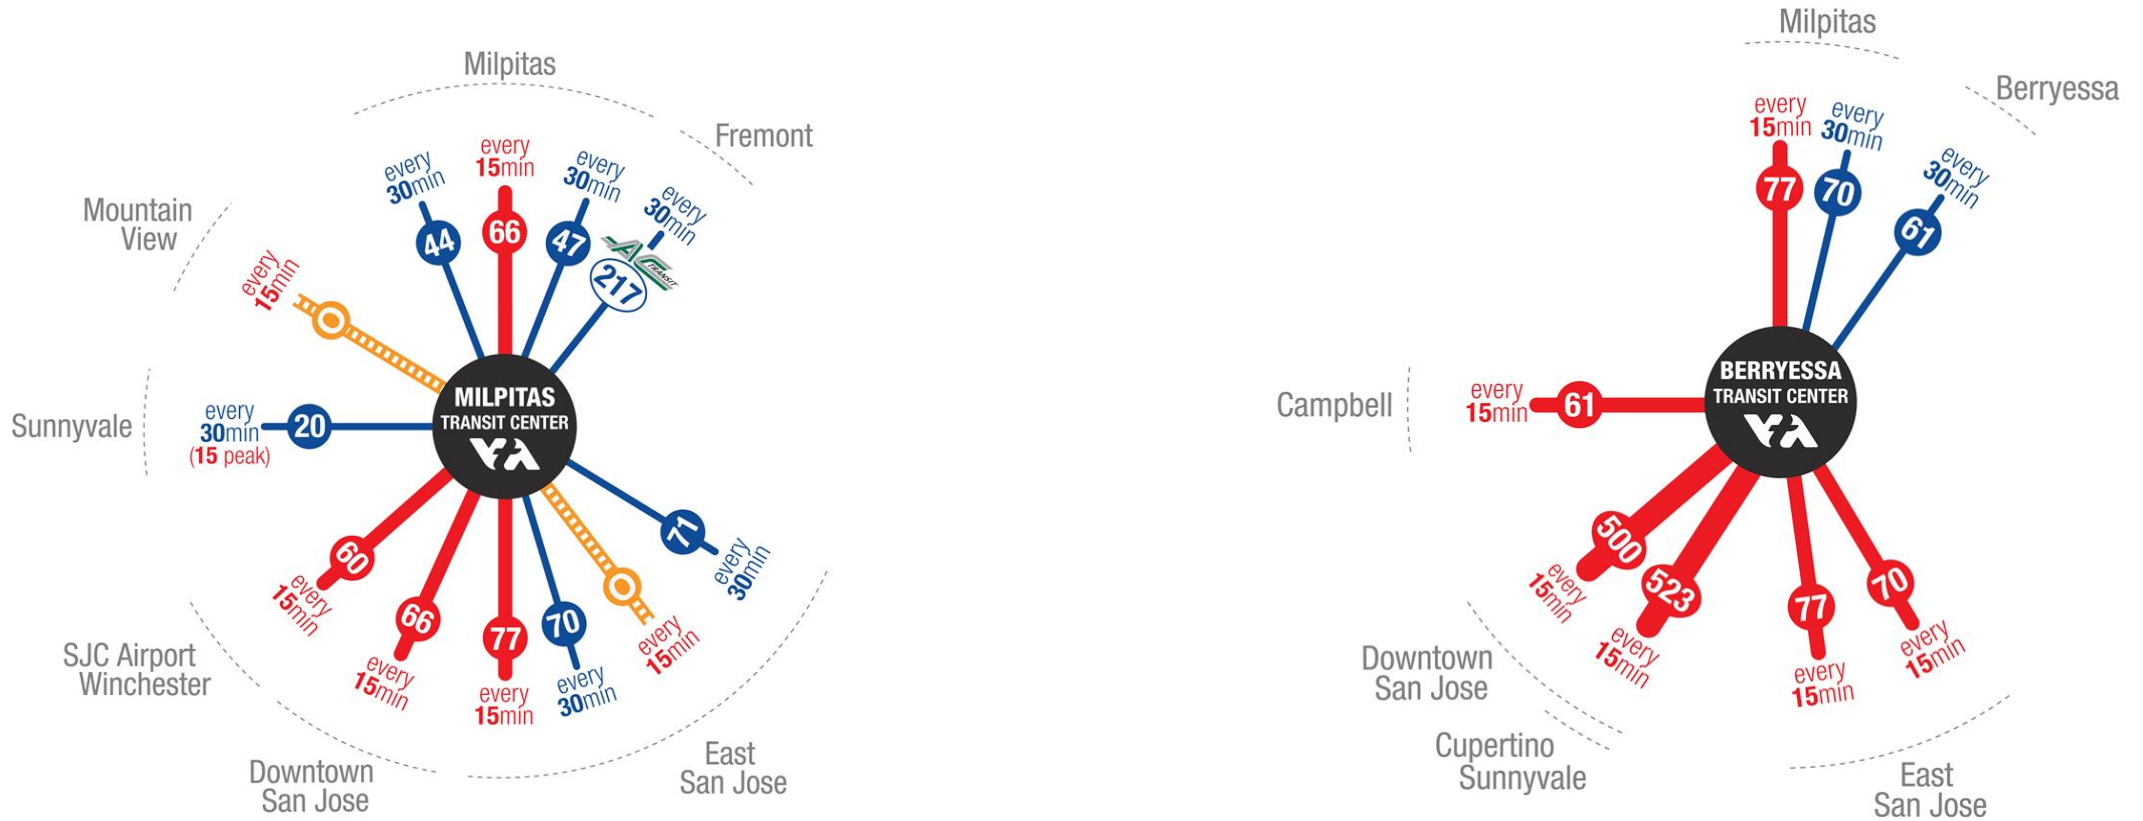 Milpitas
Fremont
Mountain
View
Sunnyvale
SJC Airport
Winchester
Downtown
San Jose
East
San Jose
every
30min
44
every
15min
66
every
30min
47
every
30min
AC
TRANSIT
217
every
15min
every
30min
(15 peak)
20
MILPITAS
TRANSIT CENTER
VTA
60
every
15min
66
every
15min
77
every
15min
70
every
30min
every
15min
71
every
30min
Milpitas
Berryessa
Campbell
Downtown
San Jose
Cupertino
Sunnyvale
East
San Jose
every
15min
77
every
30min
70
every
30min
61
every
15min
61
BERRYESSA
TRANSIT CENTER
VTA
500
every
15min
523
every
15min
77
every
15min
70
every
15min